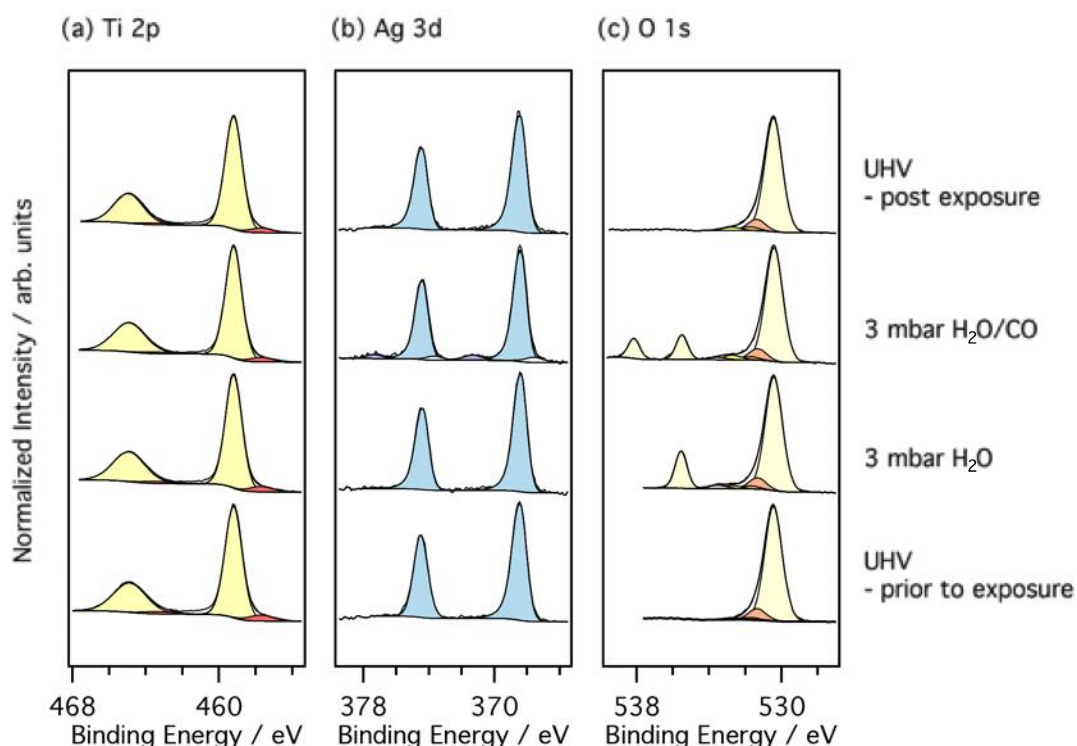 (a) Ti 2p
(b) Ag 3d
(c) O 1s
Normalized Intensity / arb. units
UHV
- post exposure
3 mbar H₂O/CO
3 mbar H₂O
UHV
- prior to exposure
468 460
378 370
538 530
Binding Energy / eV
Binding Energy / eV
Binding Energy / eV